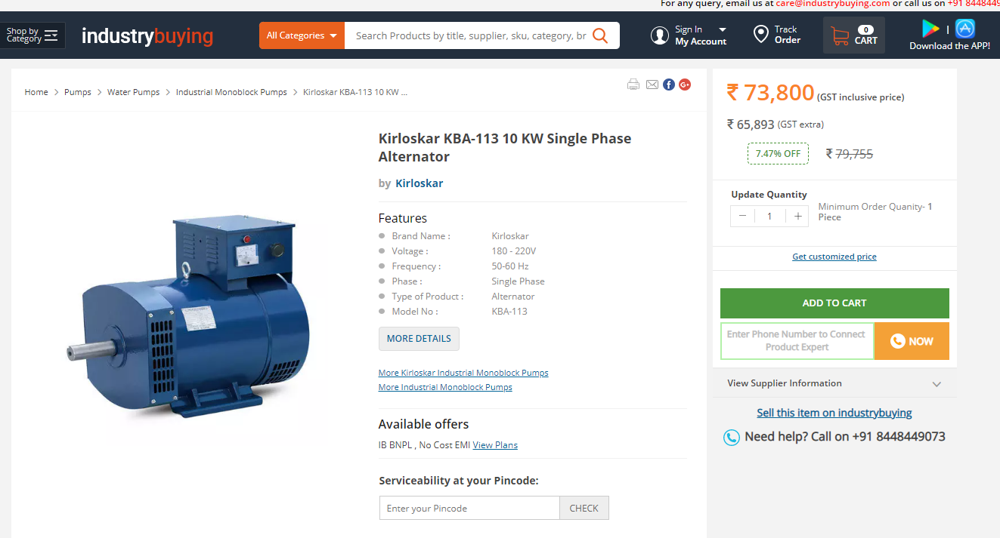 For any query, email us at care@industrybuying.com or call us on +91 8448449
Shop by
Category
industrybuying
All Categories
Search Products by title, supplier, sku, category, br
Sign In
My Account
Track
Order
0
CART
Download the APP!
Home > Pumps > Water Pumps > Industrial Monoblock Pumps > Kirloskar KBA-113 10 KW ...
Kirloskar KBA-113 10 KW Single Phase
Alternator
by Kirloskar
Features
Brand Name : Kirloskar
Voltage : 180 - 220V
Frequency : 50-60 Hz
Phase : Single Phase
Type of Product : Alternator
Model No : KBA-113
MORE DETAILS
More Kirloskar Industrial Monoblock Pumps
More Industrial Monoblock Pumps
Available offers
IB BNPL , No Cost EMI View Plans
Serviceability at your Pincode:
Enter your Pincode
CHECK
₹ 73,800 (GST inclusive price)
₹ 65,893 (GST extra)
7.47% OFF ₹ 79,755
Update Quantity
− 1 +
Minimum Order Quanity- 1
Piece
Get customized price
ADD TO CART
Enter Phone Number to Connect
Product Expert
NOW
View Supplier Information
Sell this item on industrybuying
Need help? Call on +91 8448449073